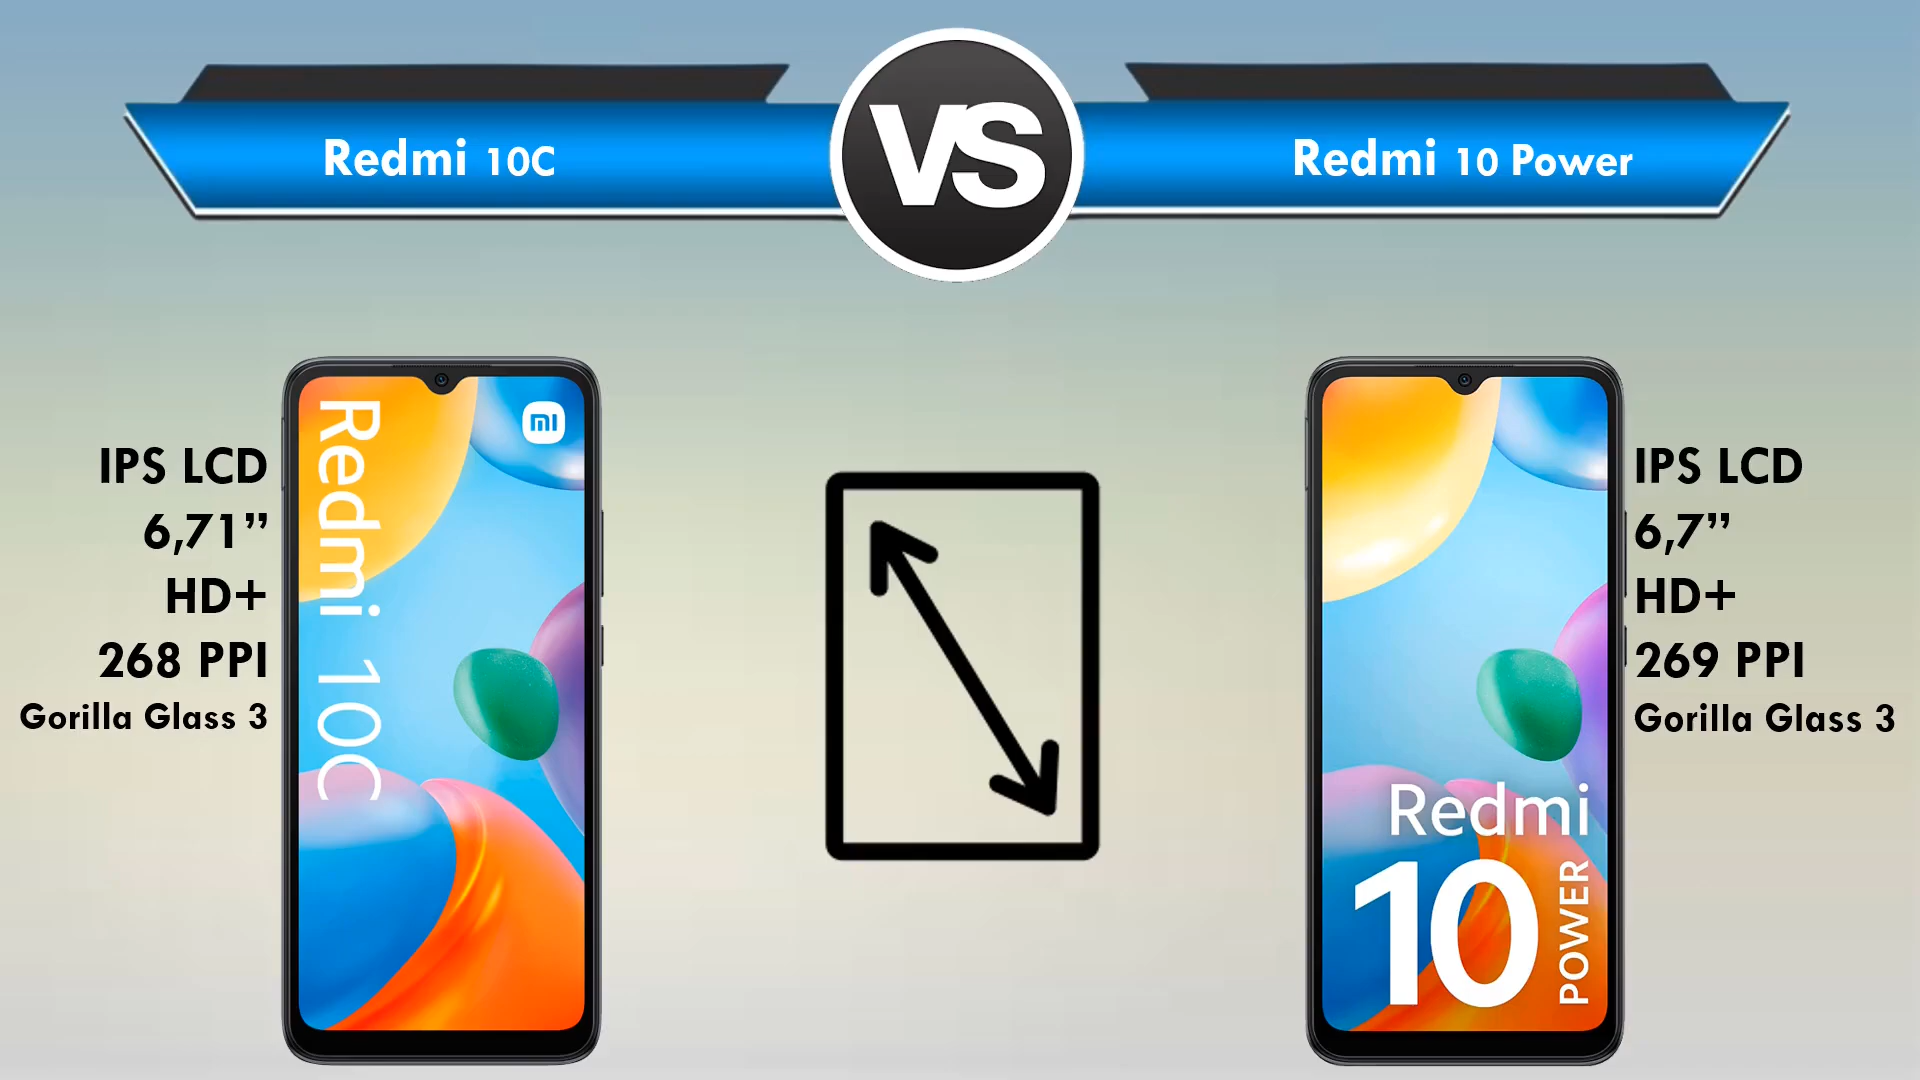 Redmi 10C
VS
Redmi 10 Power
IPS LCD
6,71”
HD+
268 PPI
Gorilla Glass 3
Redmi 10C
mi
IPS LCD
6,7”
HD+
269 PPI
Gorilla Glass 3
Redmi
10
POWER